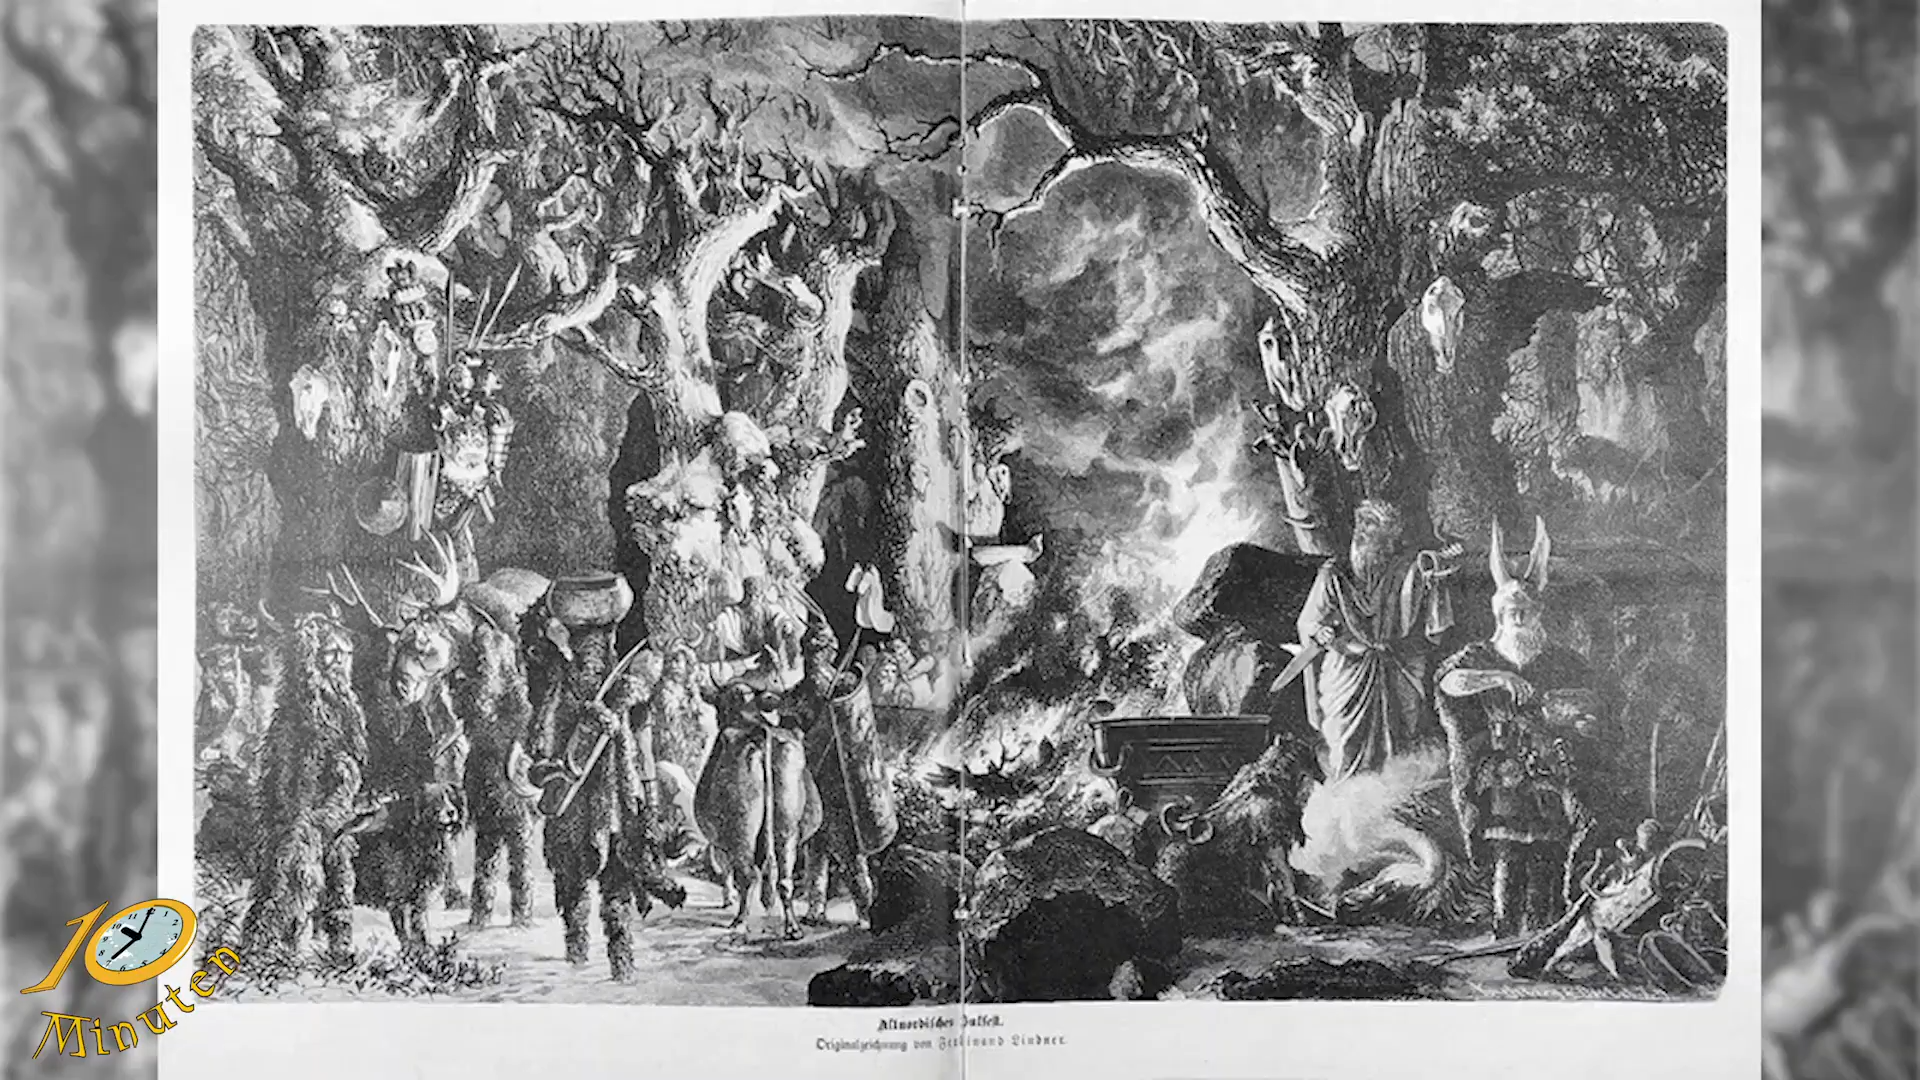 Altnordisches Julfest.
Originalzeichnung von Ferdinand Lindner.
10
Minuten